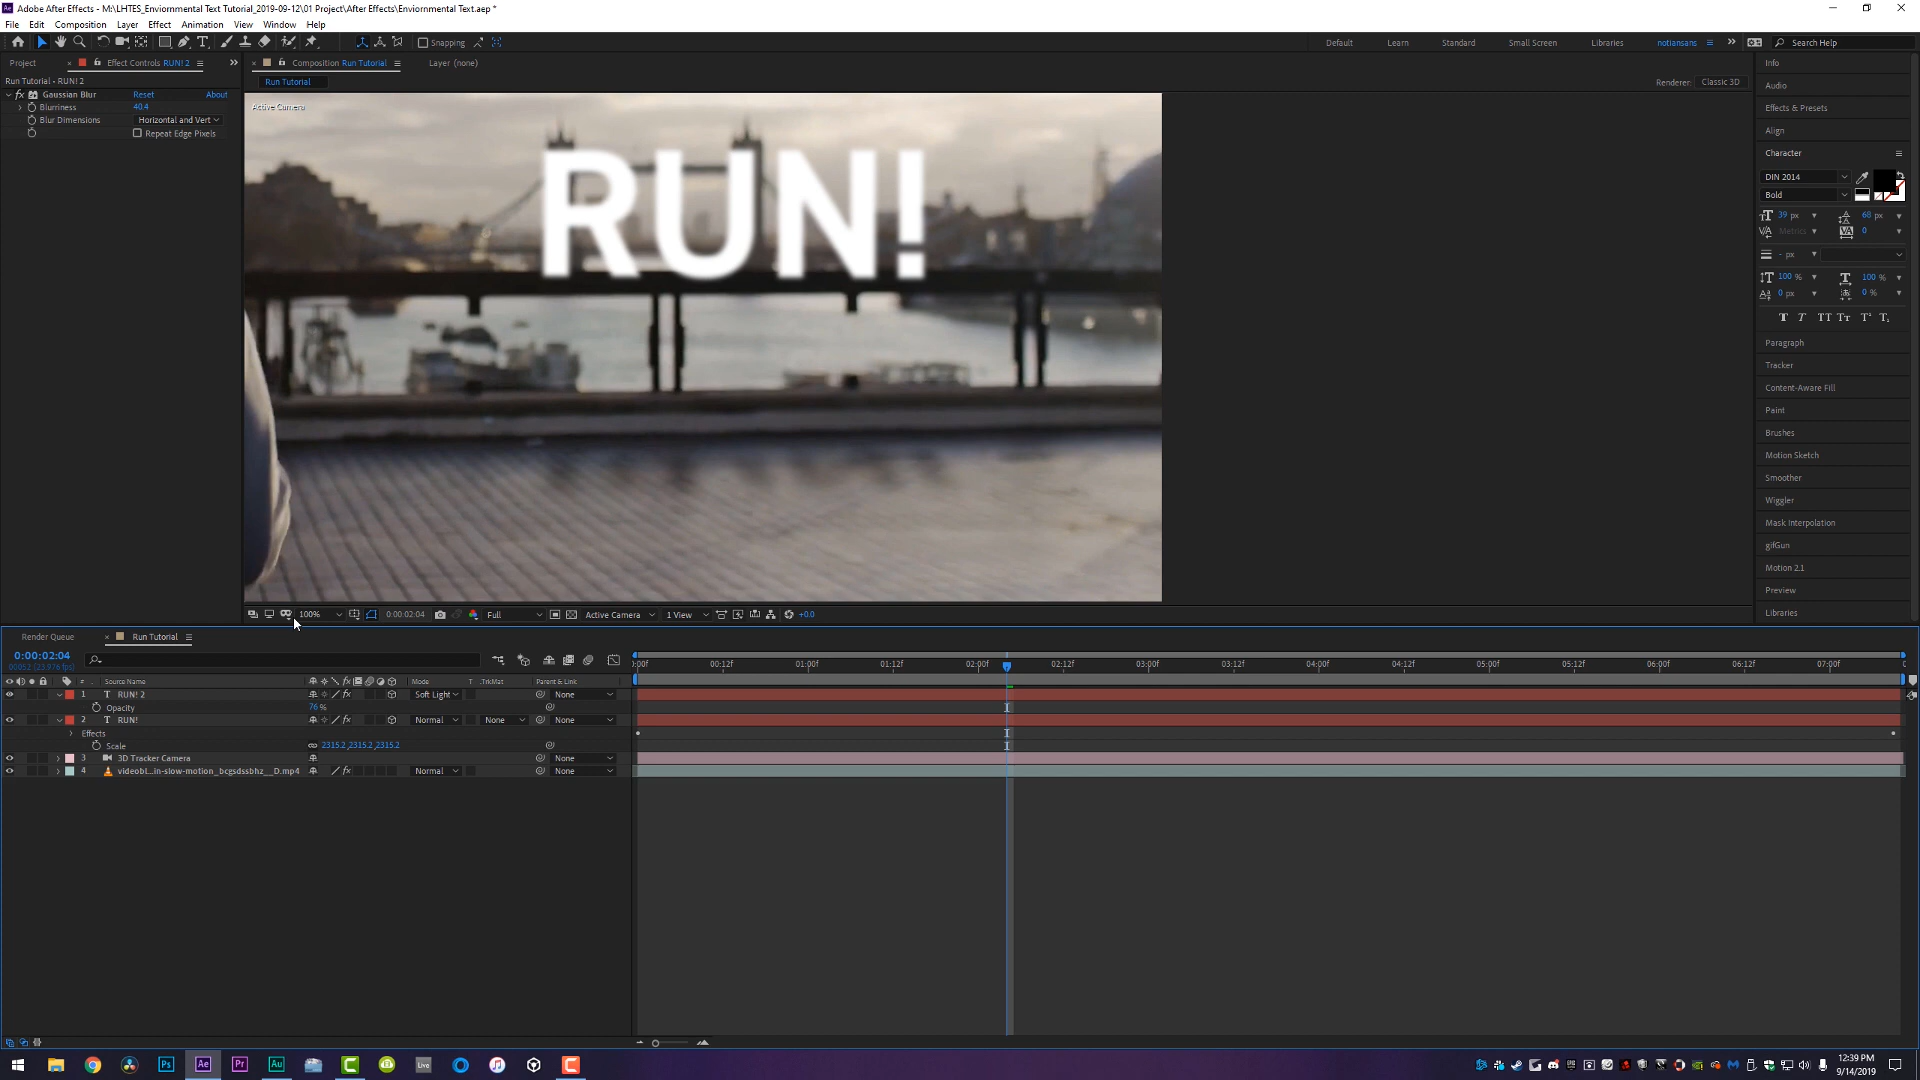 Adobe After Effects - M:\LHTES_Enviornmental Text Tutorial_2019-09-12\01 Project\After Effects\Enviornmental Text.aep *
File Edit Composition Layer Effect Animation View Window Help
Snapping
Default Learn Standard Small Screen Libraries notiansans Search Help
Project Effect Controls RUN! 2
Composition Run Tutorial Layer (none)
Run Tutorial • RUN! 2
Run Tutorial
Renderer: Classic 3D
fx Gaussian Blur Reset About
Blurriness 40.4
Blur Dimensions Horizontal and Vert
Repeat Edge Pixels
Active Camera
RUN!
Info
Audio
Effects & Presets
Align
Character
DIN 2014
Bold
39 px 68 px
Metrics 0
- px
100 % 100 %
0 px 0 %
T T TT Tr T¹ T₁
Paragraph
Tracker
Content-Aware Fill
Paint
Brushes
Motion Sketch
Smoother
Wiggler
Mask Interpolation
gifGun
Motion 2.1
Preview
Libraries
100% 0:00:02:04 Full Active Camera 1 View +0.0
Render Queue Run Tutorial
0:00:02:04
00052 (23.976 fps)
:00f 00:12f 01:00f 01:12f 02:00f 02:12f 03:00f 03:12f 04:00f 04:12f 05:00f 05:12f 06:00f 06:12f 07:00f
# Source Name Mode T .TrkMat Parent & Link
1 T RUN! 2 Soft Light None
Opacity 76 %
2 T RUN! Normal None None
Effects
Scale 2315.2,2315.2,2315.2
3 3D Tracker Camera None
4 videobl...in-slow-motion_bcgsdssbhz__D.mp4 Normal None
Ps Ae Pr Au Live
12:39 PM
9/14/2019